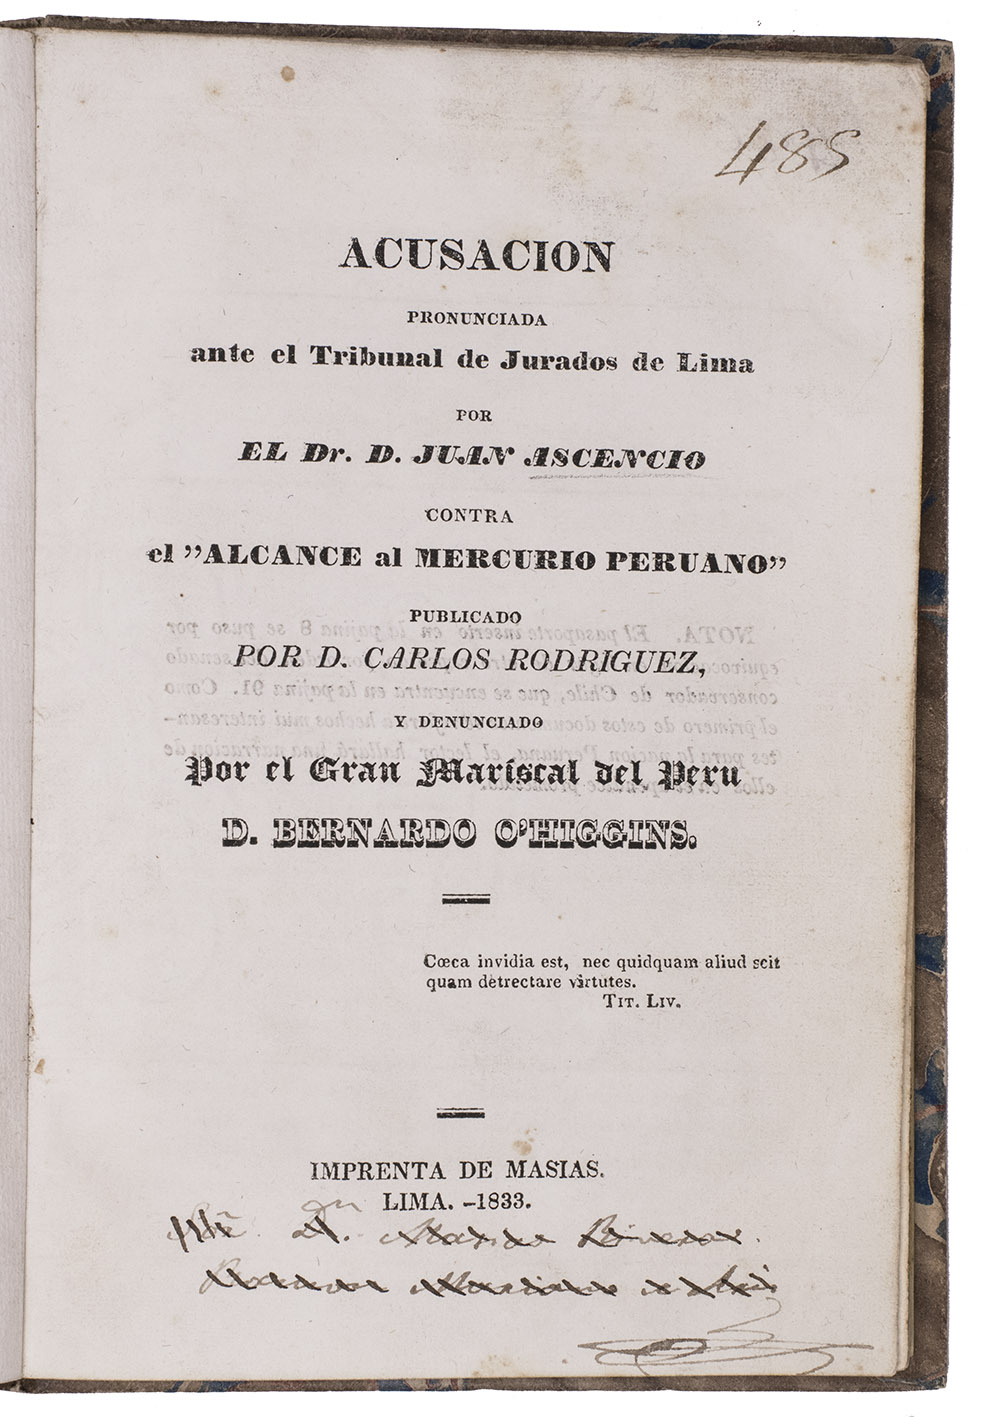 485
ACUSACION
PRONUNCIADA
ante el Tribunal de Jurados de Lima
POR
EL Dr. D. JUAN ASCENCIO
CONTRA
el ”ALCANCE al MERCURIO PERUANO”
PUBLICADO
POR D. CARLOS RODRIGUEZ,
Y DENUNCIADO
Por el Gran Maríscal del Peru
D. BERNARDO O'HIGGINS.
Cœca invidia est, nec quidquam aliud scit
quam detrectare virtutes.
TIT. LIV.
IMPRENTA DE MASIAS.
LIMA. -1833.